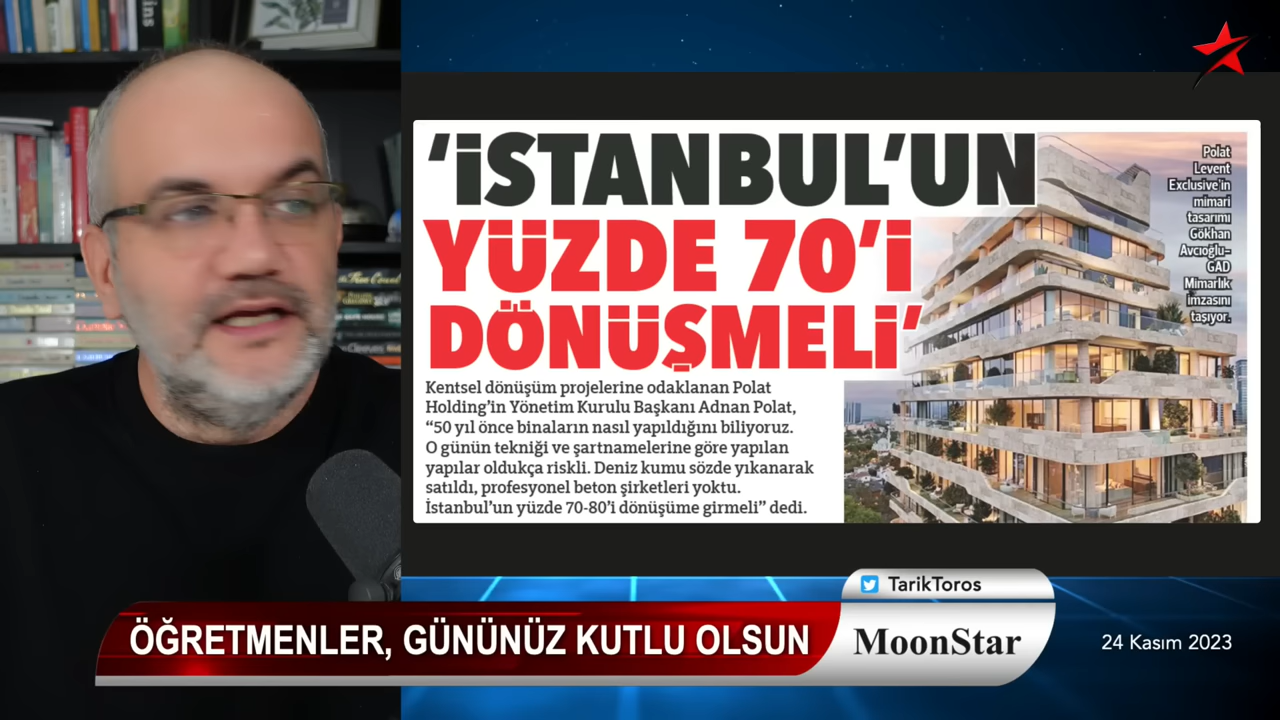 'İSTANBUL'UN
YÜZDE 70'İ
DÖNÜŞMELİ'
Kentsel dönüşüm projelerine odaklanan Polat
Holding'in Yönetim Kurulu Başkanı Adnan Polat,
“50 yıl önce binaların nasıl yapıldığını biliyoruz.
O günün tekniği ve şartnamelerine göre yapılan
yapılar oldukça riskli. Deniz kumu sözde yıkanarak
satıldı, profesyonel beton şirketleri yoktu.
İstanbul'un yüzde 70-80'i dönüşüme girmeli” dedi.
Polat
Levent
Exclusive'in
mimari
tasarımı
Gökhan
Avcıoğlu-
GAD
Mimarlık
imzasını
taşıyor.
TarikToros
ÖĞRETMENLER, GÜNÜNÜZ KUTLU OLSUN
MoonStar
24 Kasım 2023